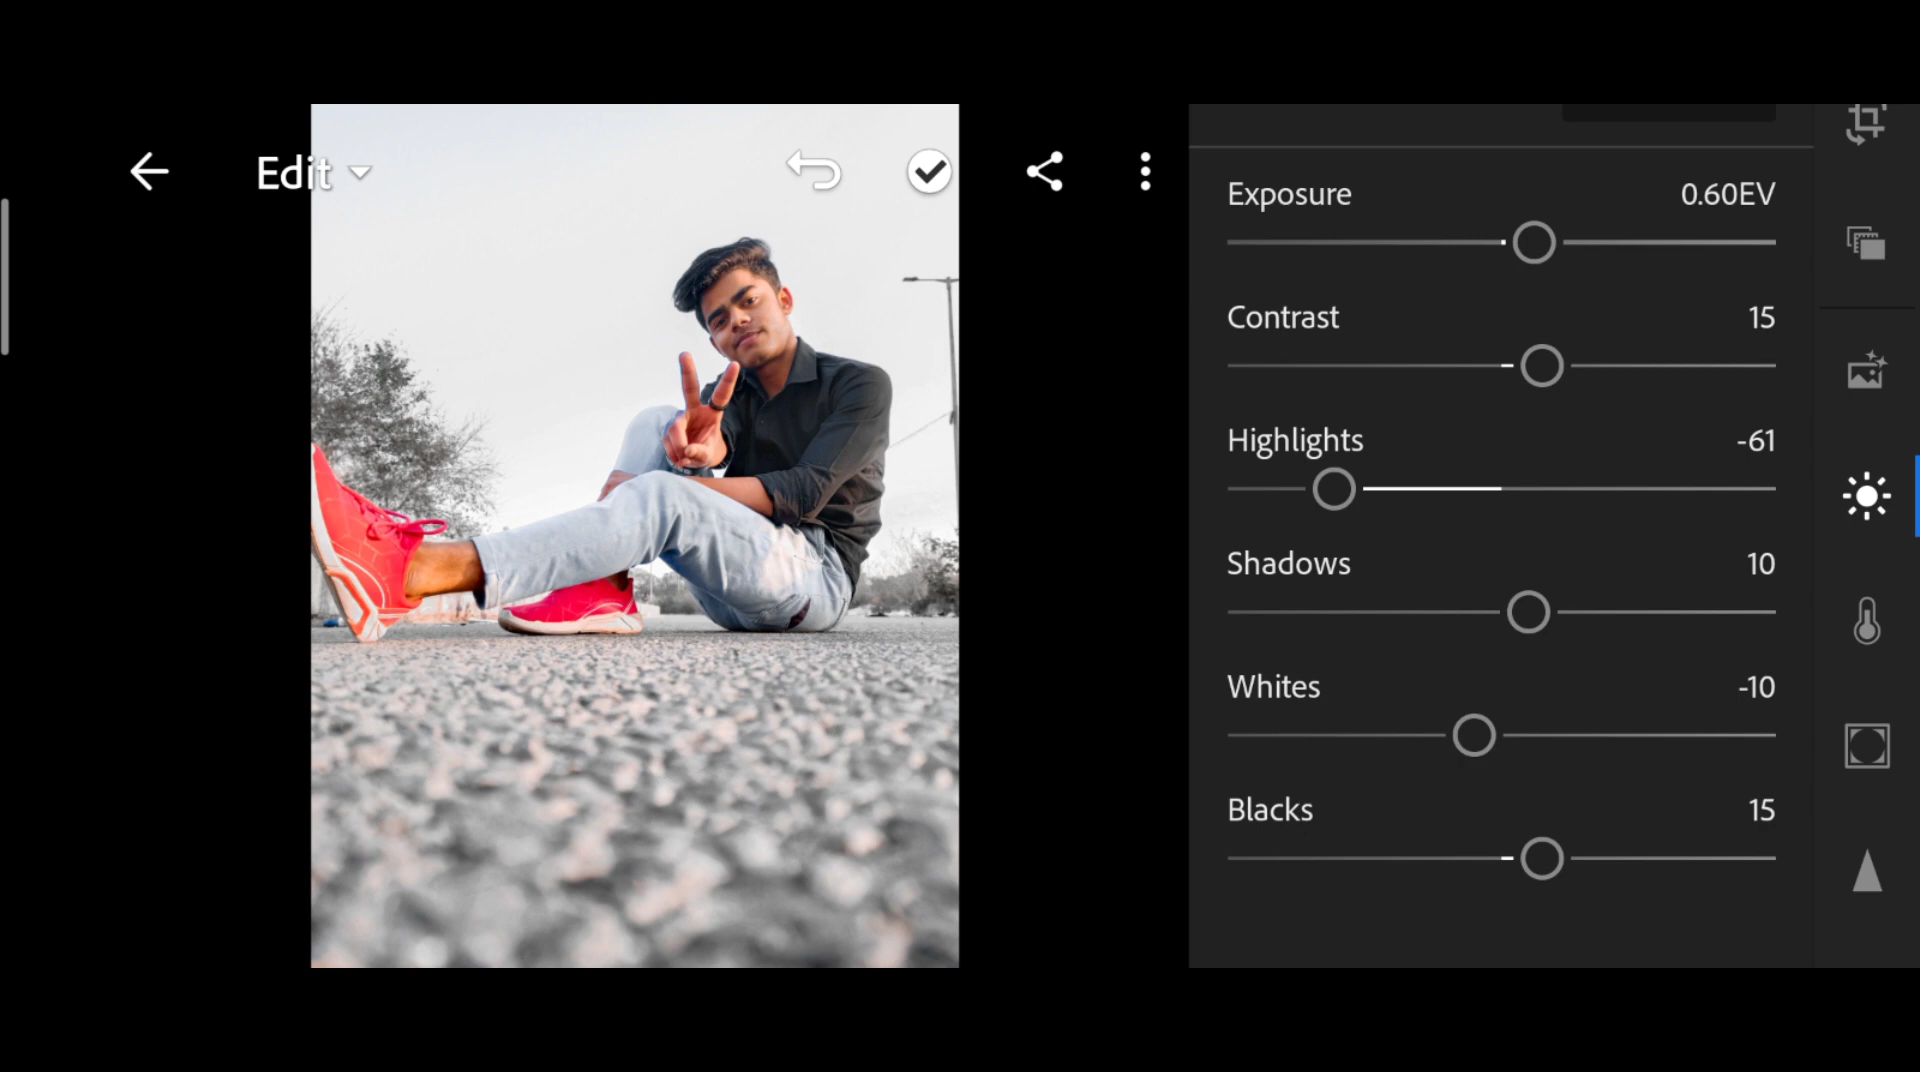 Edit
Exposure 0.60EV
Contrast 15
Highlights -61
Shadows 10
Whites -10
Blacks 15